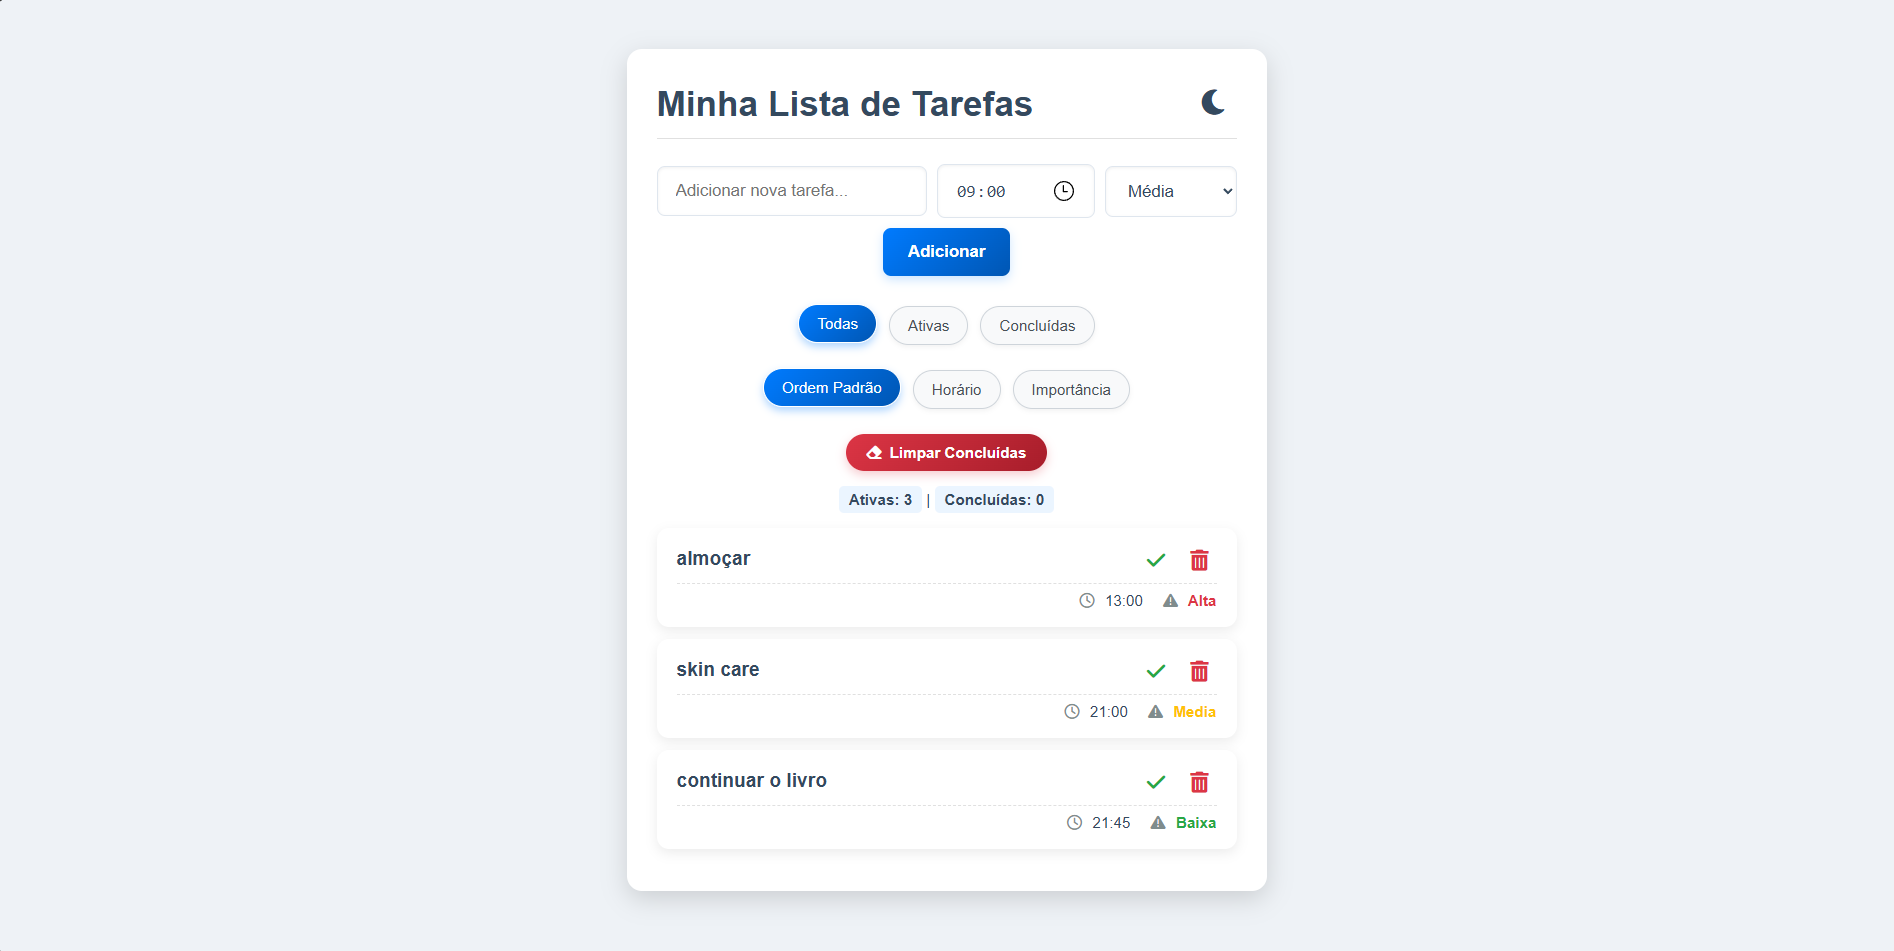 Minha Lista de Tarefas
Adicionar nova tarefa... 09:00 Média
Adicionar
Todas Ativas Concluídas
Ordem Padrão Horário Importância
Limpar Concluídas
Ativas: 3 | Concluídas: 0
almoçar
13:00 Alta
skin care
21:00 Media
continuar o livro
21:45 Baixa